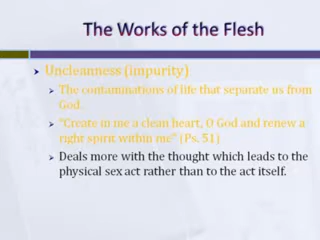 The Works of the Flesh
Uncleanness (impurity)
The contaminations of life that separate us from
God.
"Create in me a clean heart, O God and renew a
right spirit within me" (Ps. 51)
Deals more with the thought which leads to the
physical sex act rather than to the act itself.